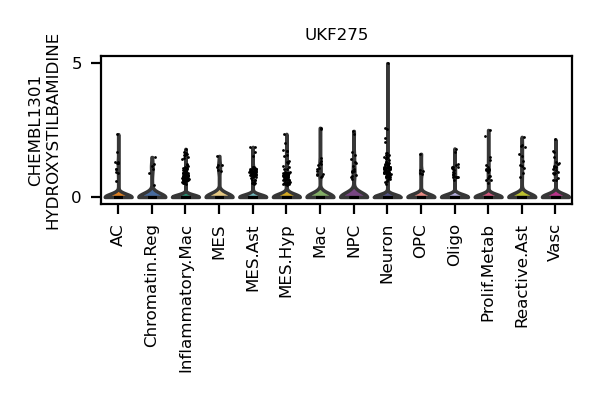 UKF275
CHEMBL1301
HYDROXYSTILBAMIDINE
5
0
AC
Chromatin.Reg
Inflammatory.Mac
MES
MES.Ast
MES.Hyp
Mac
NPC
Neuron
OPC
Oligo
Prolif.Metab
Reactive.Ast
Vasc